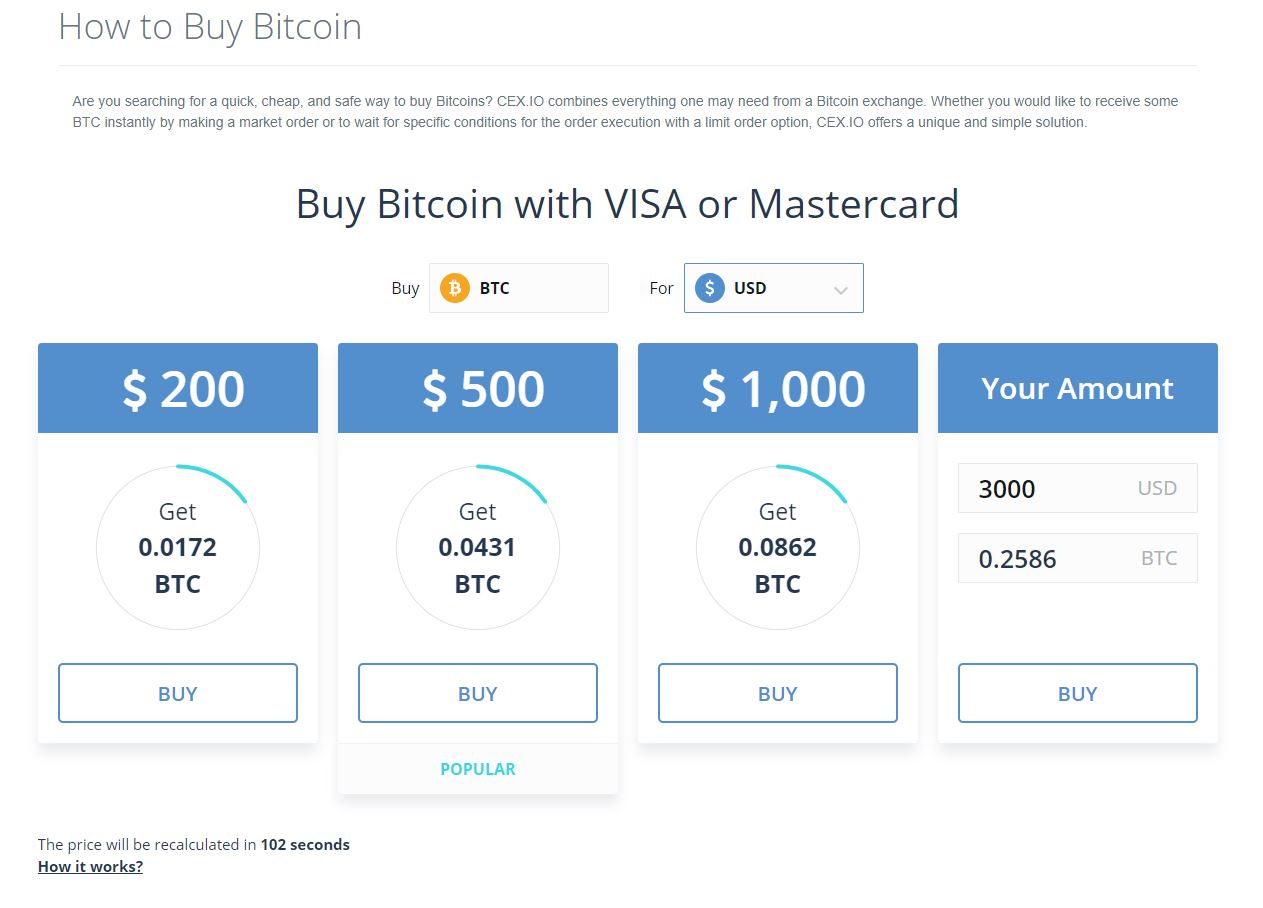 How to Buy Bitcoin
Are you searching for a quick, cheap, and safe way to buy Bitcoins? CEX.IO combines everything one may need from a Bitcoin exchange. Whether you would like to receive some
BTC instantly by making a market order or to wait for specific conditions for the order execution with a limit order option, CEX.IO offers a unique and simple solution.
Buy Bitcoin with VISA or Mastercard
Buy BTC For $ USD
$ 200
Get
0.0172
BTC
BUY
$ 500
Get
0.0431
BTC
BUY
POPULAR
$ 1,000
Get
0.0862
BTC
BUY
Your Amount
3000 USD
0.2586 BTC
BUY
The price will be recalculated in 102 seconds
How it works?